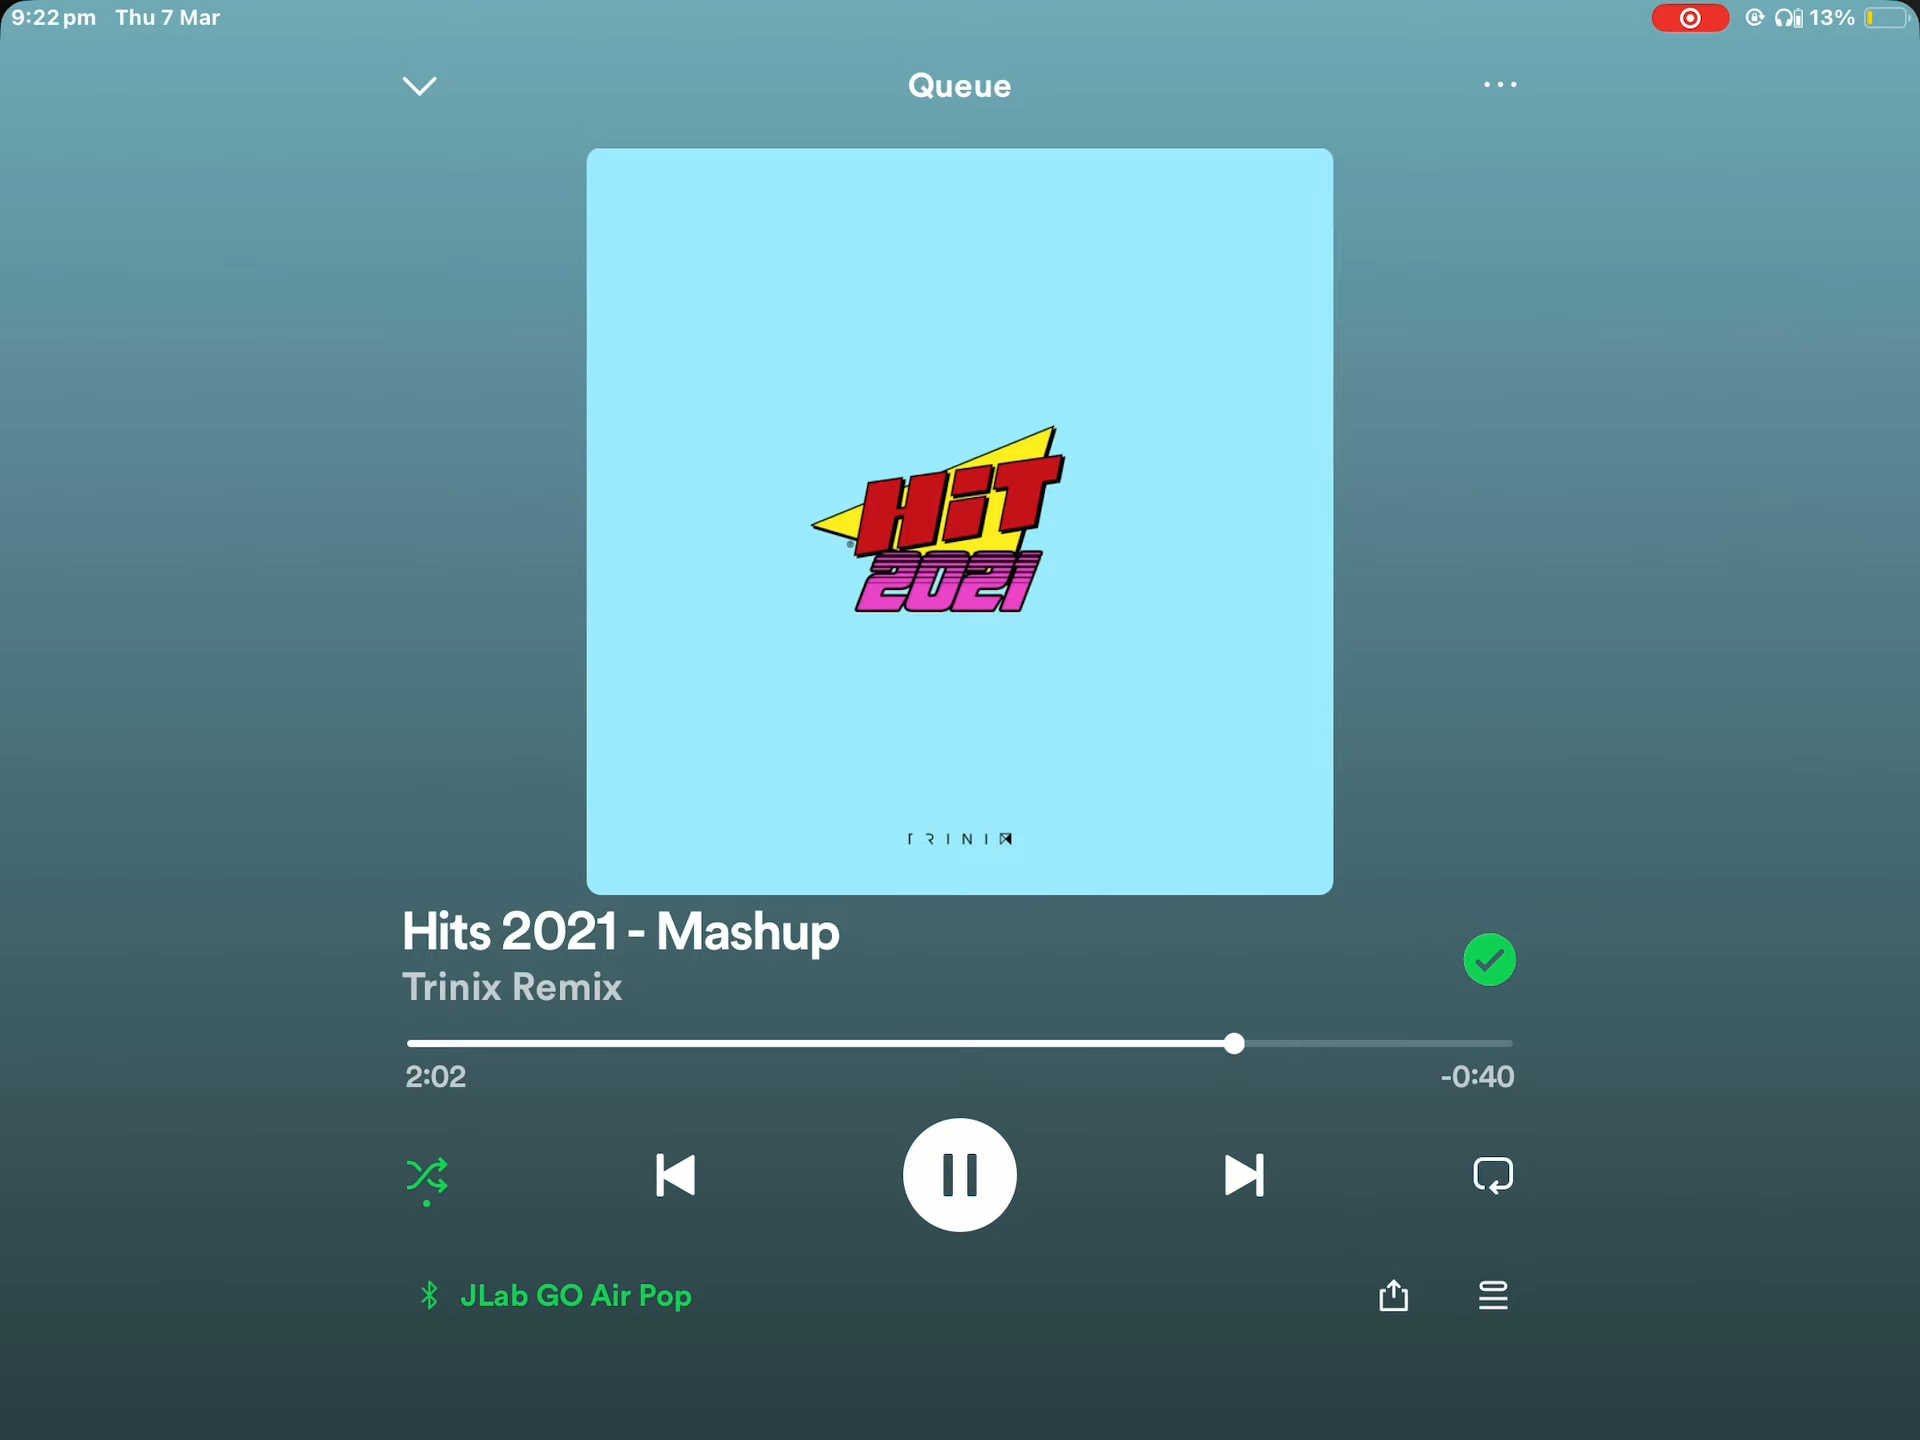 9:22 pm Thu 7 Mar
13%
Queue
HiT
2021
®
TRINIX
Hits 2021 - Mashup
Trinix Remix
2:02
-0:40
JLab GO Air Pop